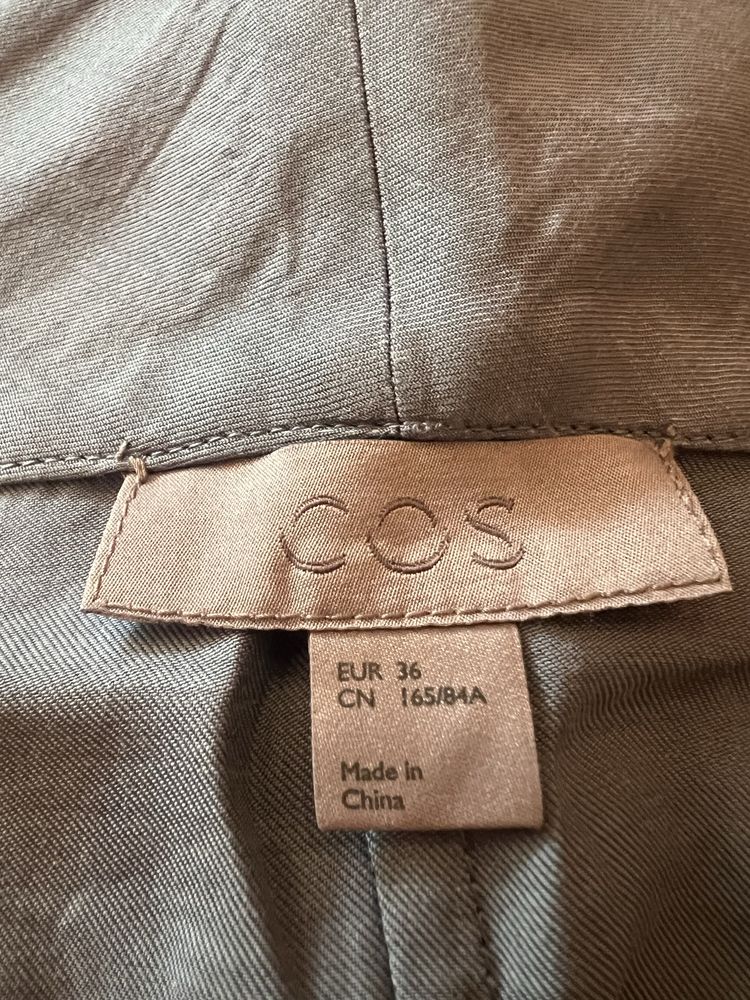 COS
EUR 36
CN 165/84A
Made in
China